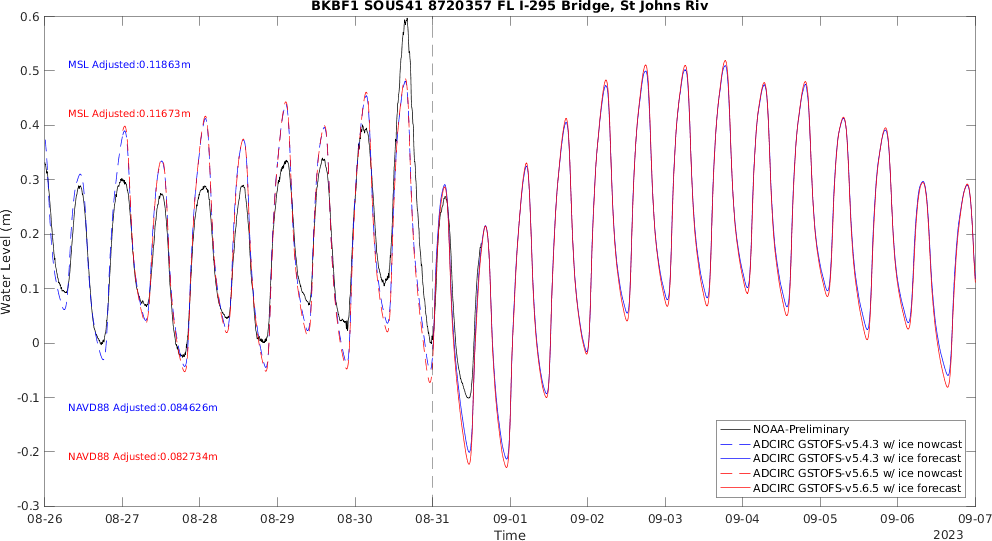 BKBF1 SOUS41 8720357 FL I-295 Bridge, St Johns Riv
0.6
0.5
0.4
0.3
0.2
0.1
0
-0.1
-0.2
-0.3
Water Level (m)
MSL Adjusted:0.11863
MSL Adjusted:0.11673
NAVD88 Adjusted:0.084626
NAVD88 Adjusted:0.082734
NOAA-Preliminary
ADCIRC GSTOFS-v5.4.3 w/ ice nowcast
ADCIRC GSTOFS-v5.4.3 w/ ice forecast
ADCIRC GSTOFS-v5.6.5 w/ ice nowcast
ADCIRC GSTOFS-v5.6.5 w/ ice forecast
08-26 08-27 08-28 08-29 08-30 08-31 09-01 09-02 09-03 09-04 09-05 09-06 09-07
Time
2023